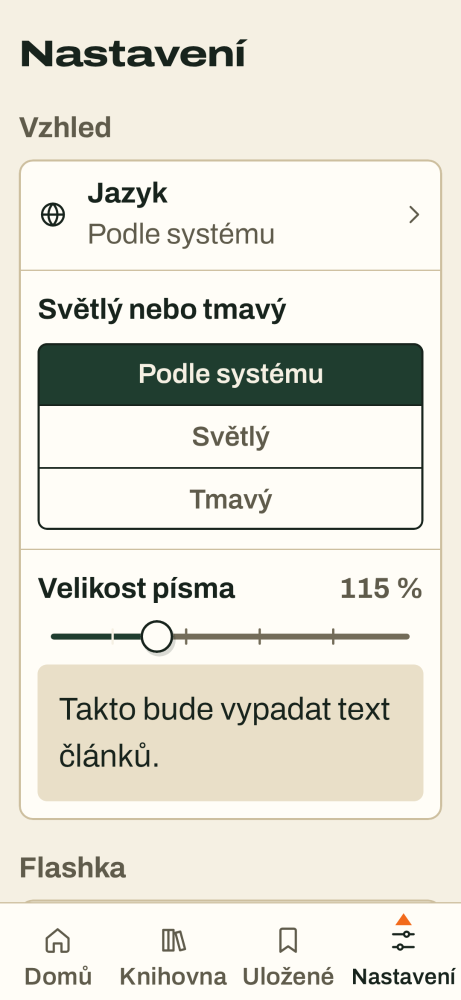 Nastavení
Vzhled
Jazyk
Podle systému
Světlý nebo tmavý
Podle systému
Světlý
Tmavý
Velikost písma 115 %
Takto bude vypadat text
článků.
Flashka
Domů Knihovna Uložené Nastavení